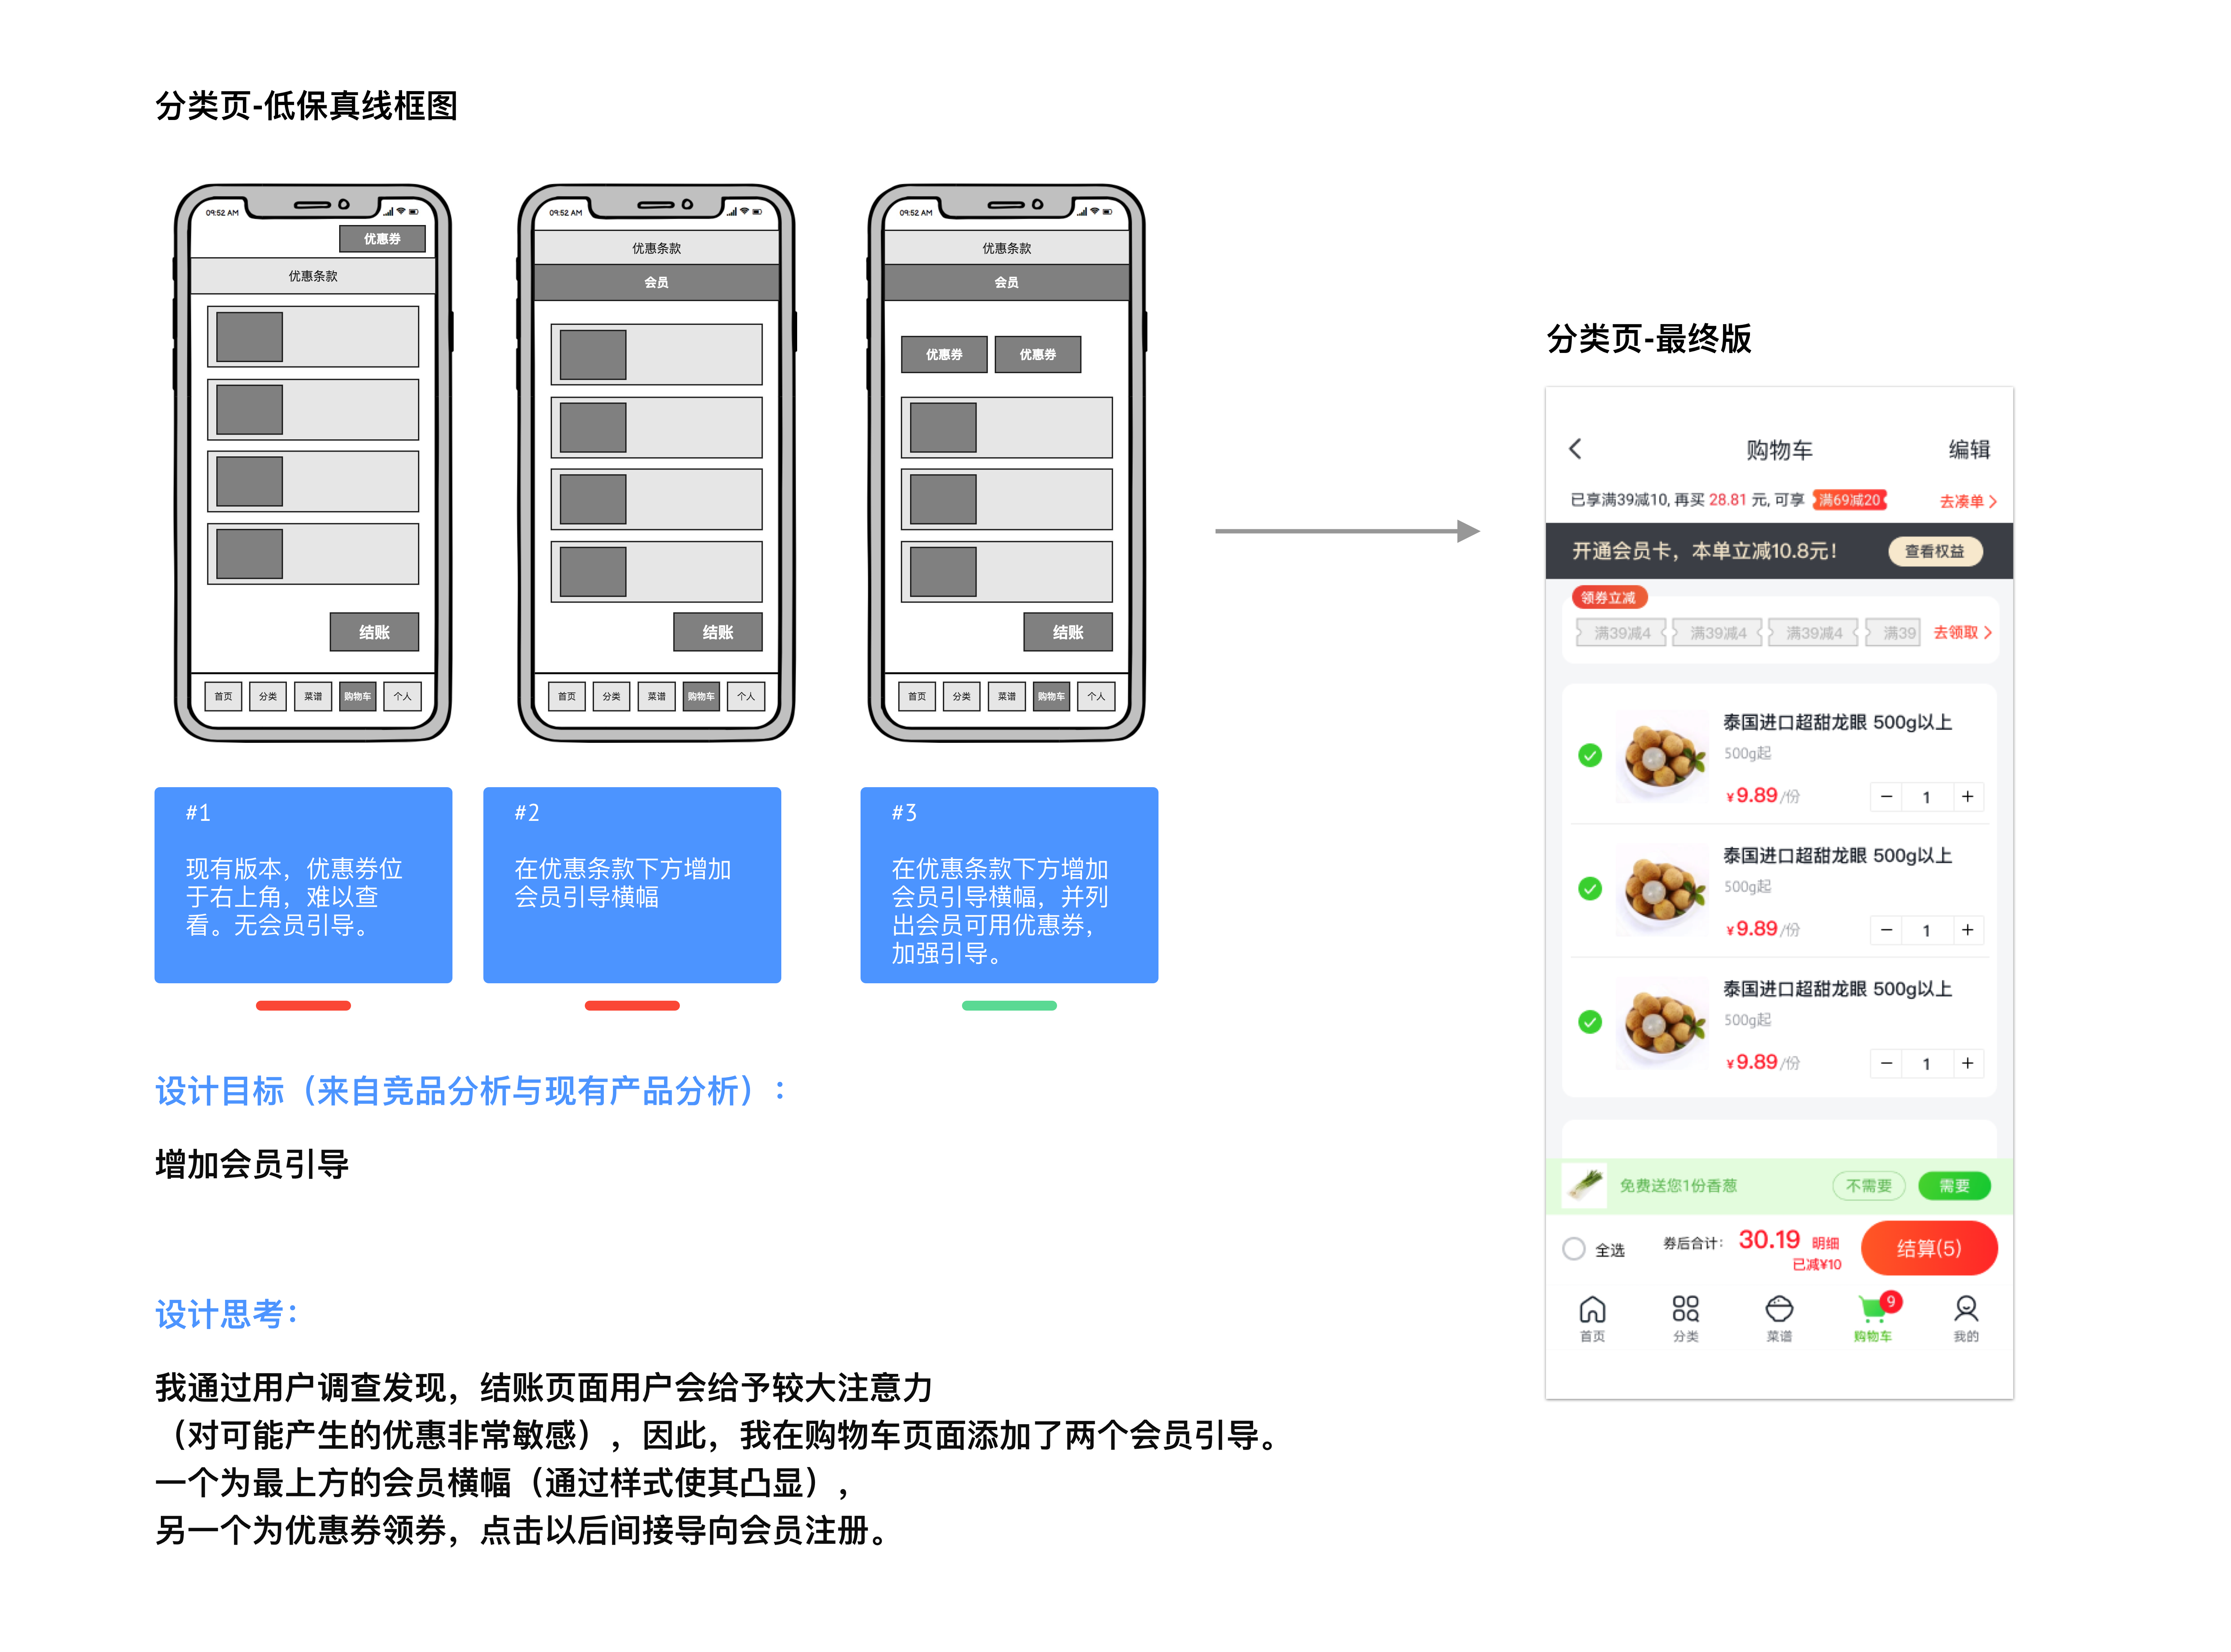 分类页-低保真线框图
09:52 AM
优惠券
优惠条款
结账
首页 分类 菜谱 购物车 个人
09:52 AM
优惠条款
会员
结账
首页 分类 菜谱 购物车 个人
09:52 AM
优惠条款
会员
优惠券 优惠券
结账
首页 分类 菜谱 购物车 个人
#1
现有版本，优惠券位
于右上角，难以查
看。无会员引导。
#2
在优惠条款下方增加
会员引导横幅
#3
在优惠条款下方增加
会员引导横幅，并列
出会员可用优惠券，
加强引导。
设计目标（来自竞品分析与现有产品分析）：
增加会员引导
设计思考：
我通过用户调查发现，结账页面用户会给予较大注意力
（对可能产生的优惠非常敏感），因此，我在购物车页面添加了两个会员引导。
一个为最上方的会员横幅（通过样式使其凸显），
另一个为优惠券领券，点击以后间接导向会员注册。
分类页-最终版
购物车 编辑
已享满39减10, 再买 28.81 元, 可享 满69减20 去凑单
开通会员卡，本单立减10.8元！ 查看权益
领券立减
满39减4 满39减4 满39减4 满39 去领取
泰国进口超甜龙眼 500g以上
500g起
¥9.89/份 − 1 +
泰国进口超甜龙眼 500g以上
500g起
¥9.89/份 − 1 +
泰国进口超甜龙眼 500g以上
500g起
¥9.89/份 − 1 +
免费送您1份香葱 不需要 需要
全选 券后合计： 30.19 明细 结算(5)
已减¥10
9
首页 分类 菜谱 购物车 我的